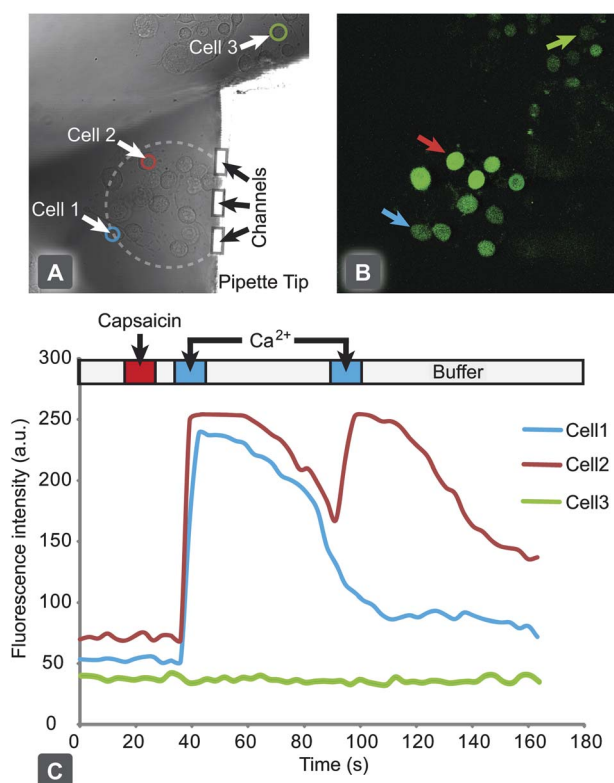 Cell 3
Cell 2
Cell 1
Channels
Pipette Tip
A
B
Capsaicin
Ca²⁺
Buffer
300
250
200
150
100
50
0
Fluorescence intensity (a.u.)
Cell1
Cell2
Cell3
0 20 40 60 80 100 120 140 160 180
Time (s)
C